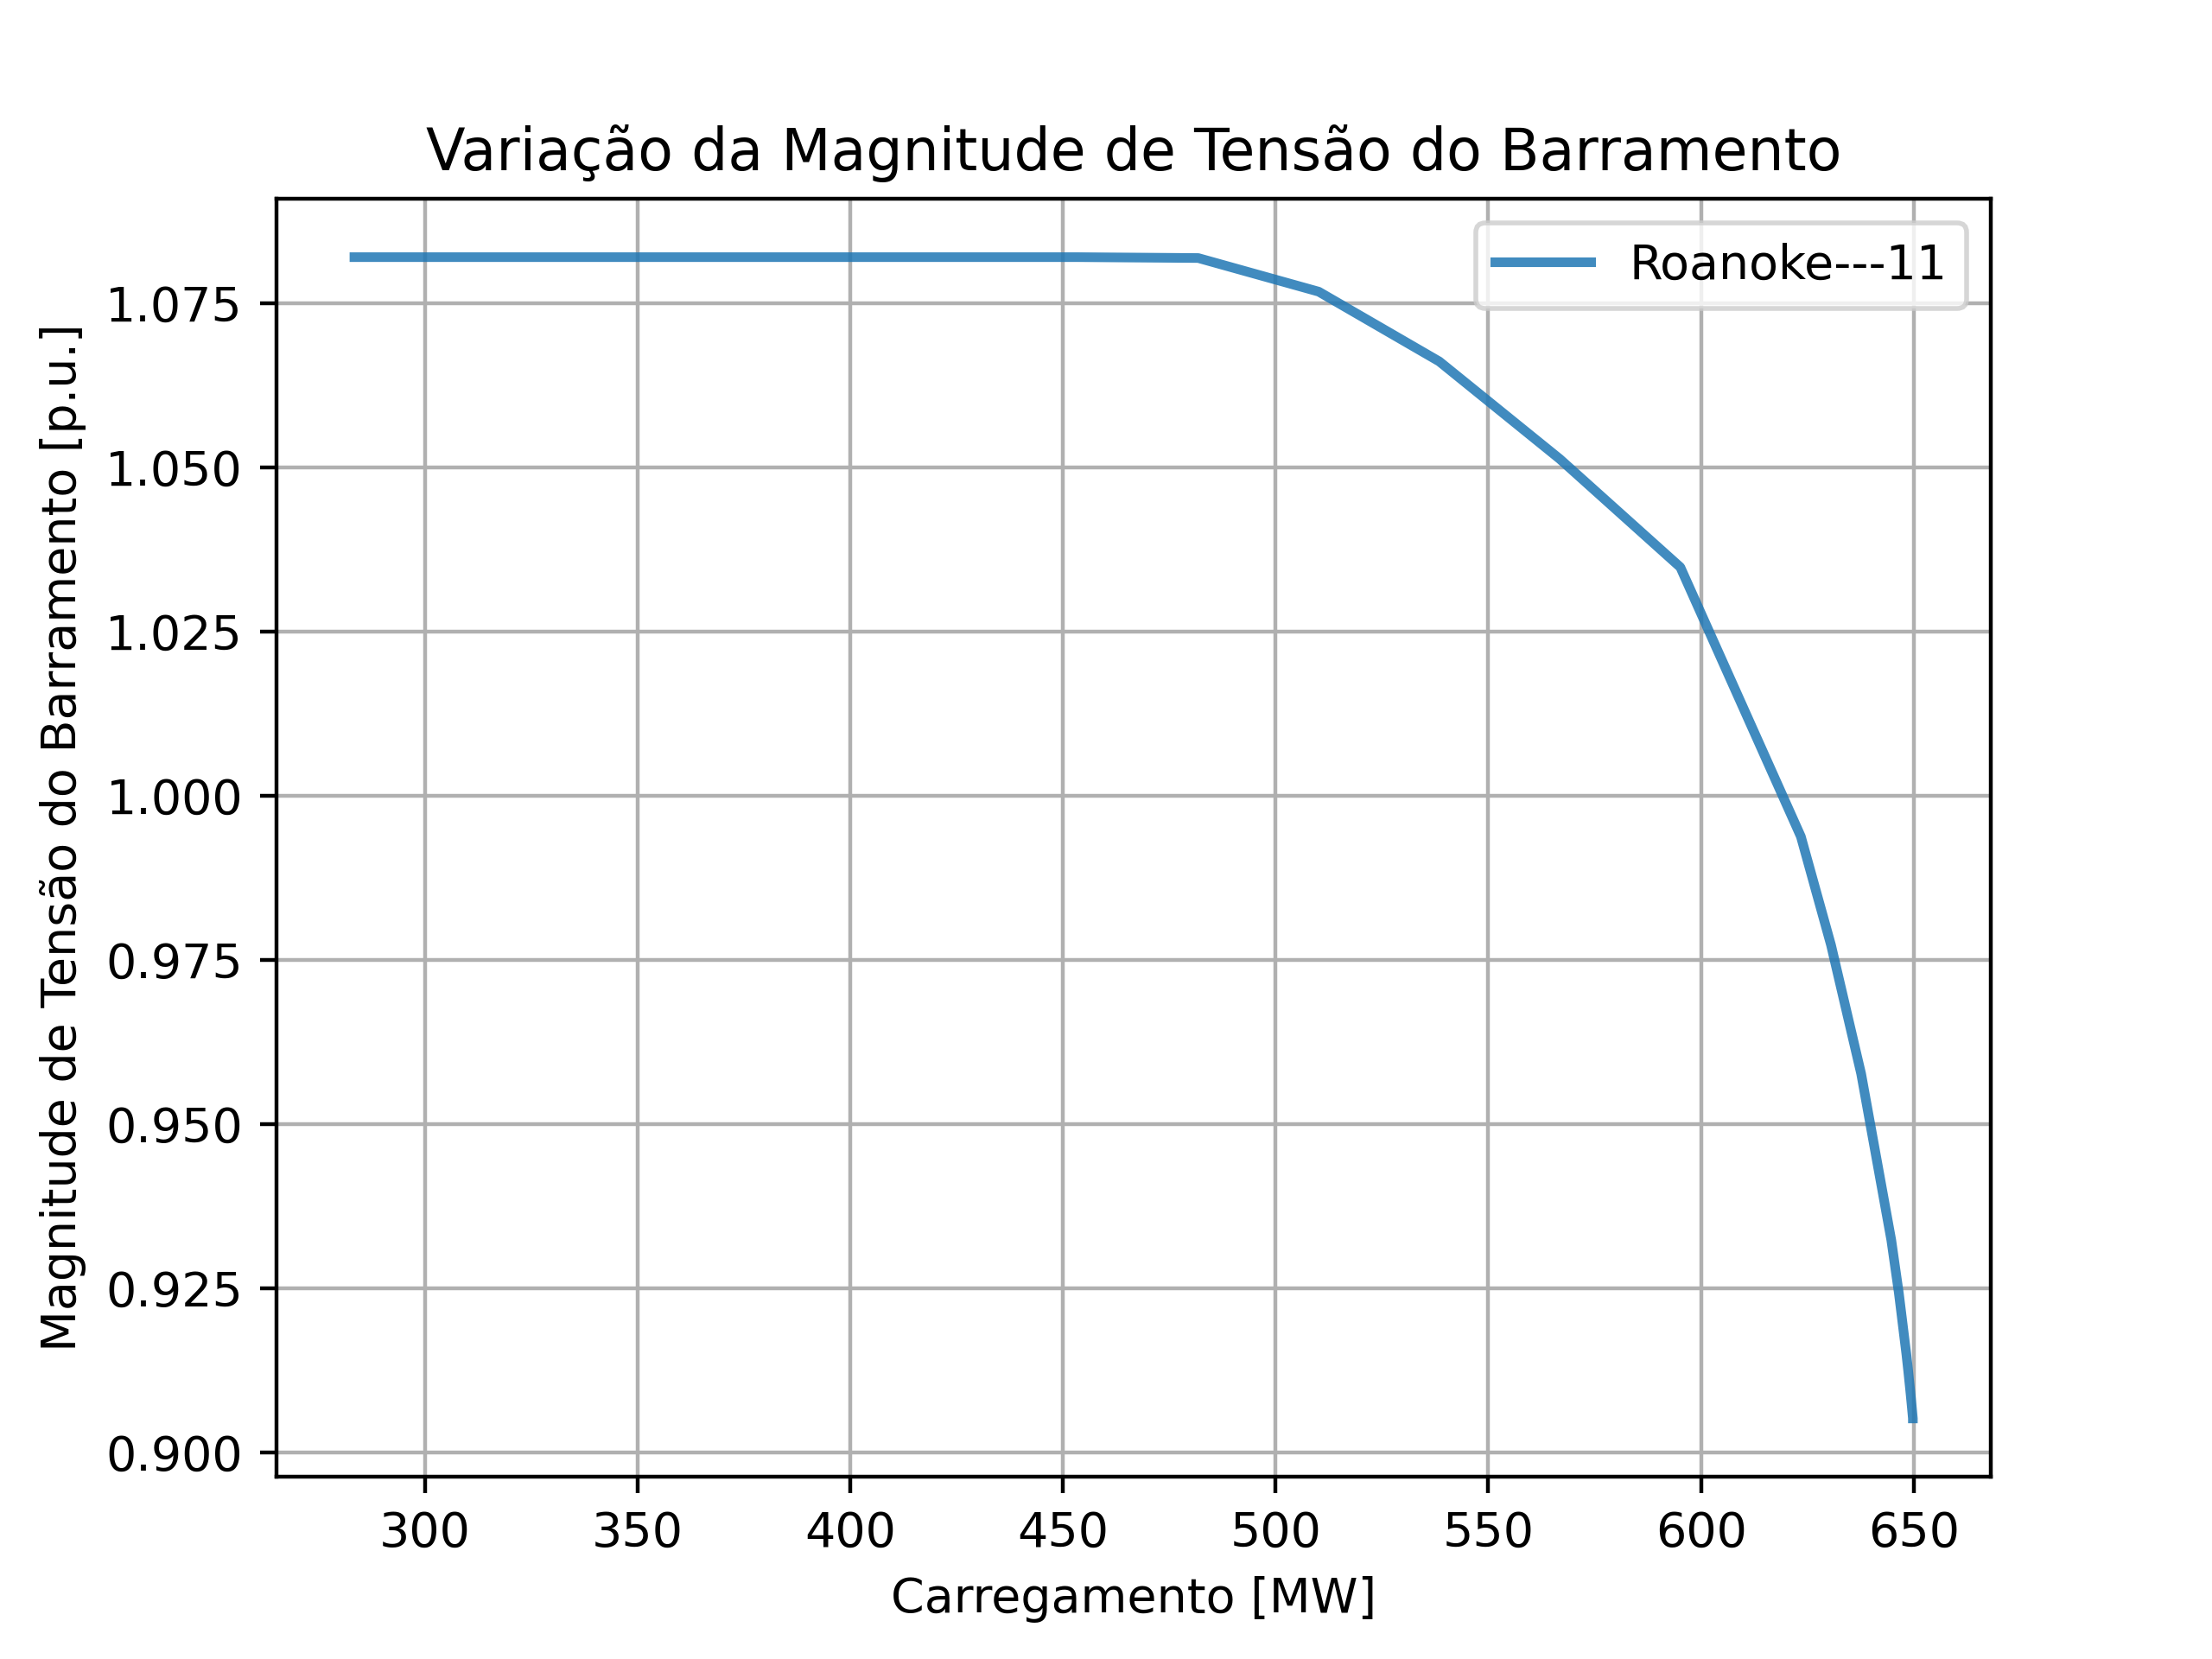 Variação da Magnitude de Tensão do Barramento
Roanoke---11
Magnitude de Tensão do Barramento [p.u.]
1.075
1.050
1.025
1.000
0.975
0.950
0.925
0.900
300 350 400 450 500 550 600 650
Carregamento [MW]